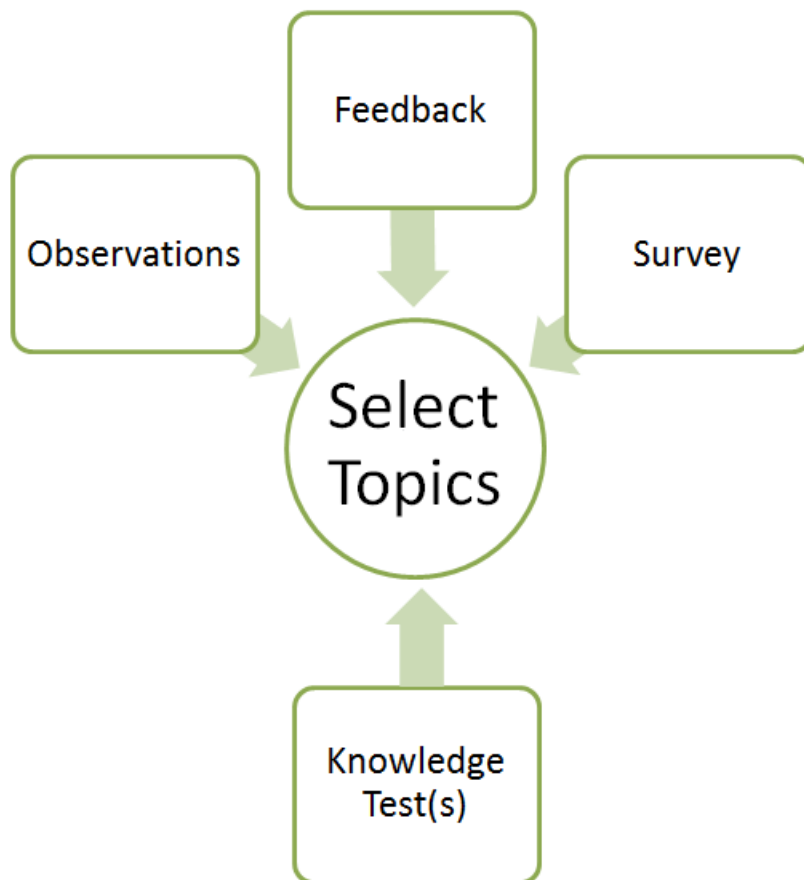 Feedback
Observations
Survey
Select
Topics
Knowledge
Test(s)